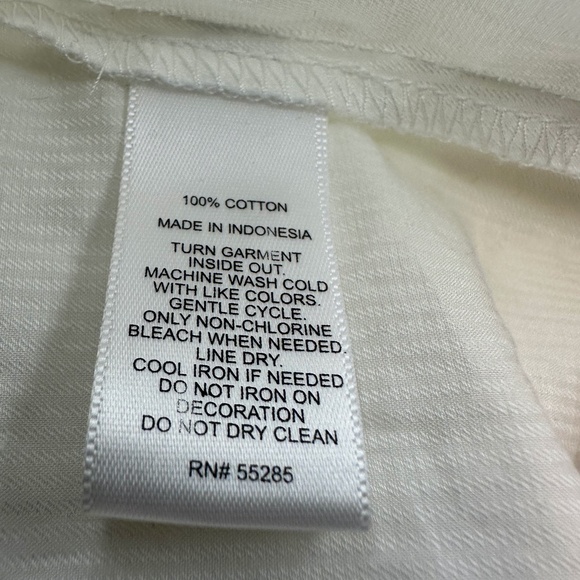 100% COTTON
MADE IN INDONESIA
TURN GARMENT
INSIDE OUT.
MACHINE WASH COLD
WITH LIKE COLORS.
GENTLE CYCLE.
ONLY NON-CHLORINE
BLEACH WHEN NEEDED.
LINE DRY.
COOL IRON IF NEEDED
DO NOT IRON ON
DECORATION
DO NOT DRY CLEAN
RN# 55285